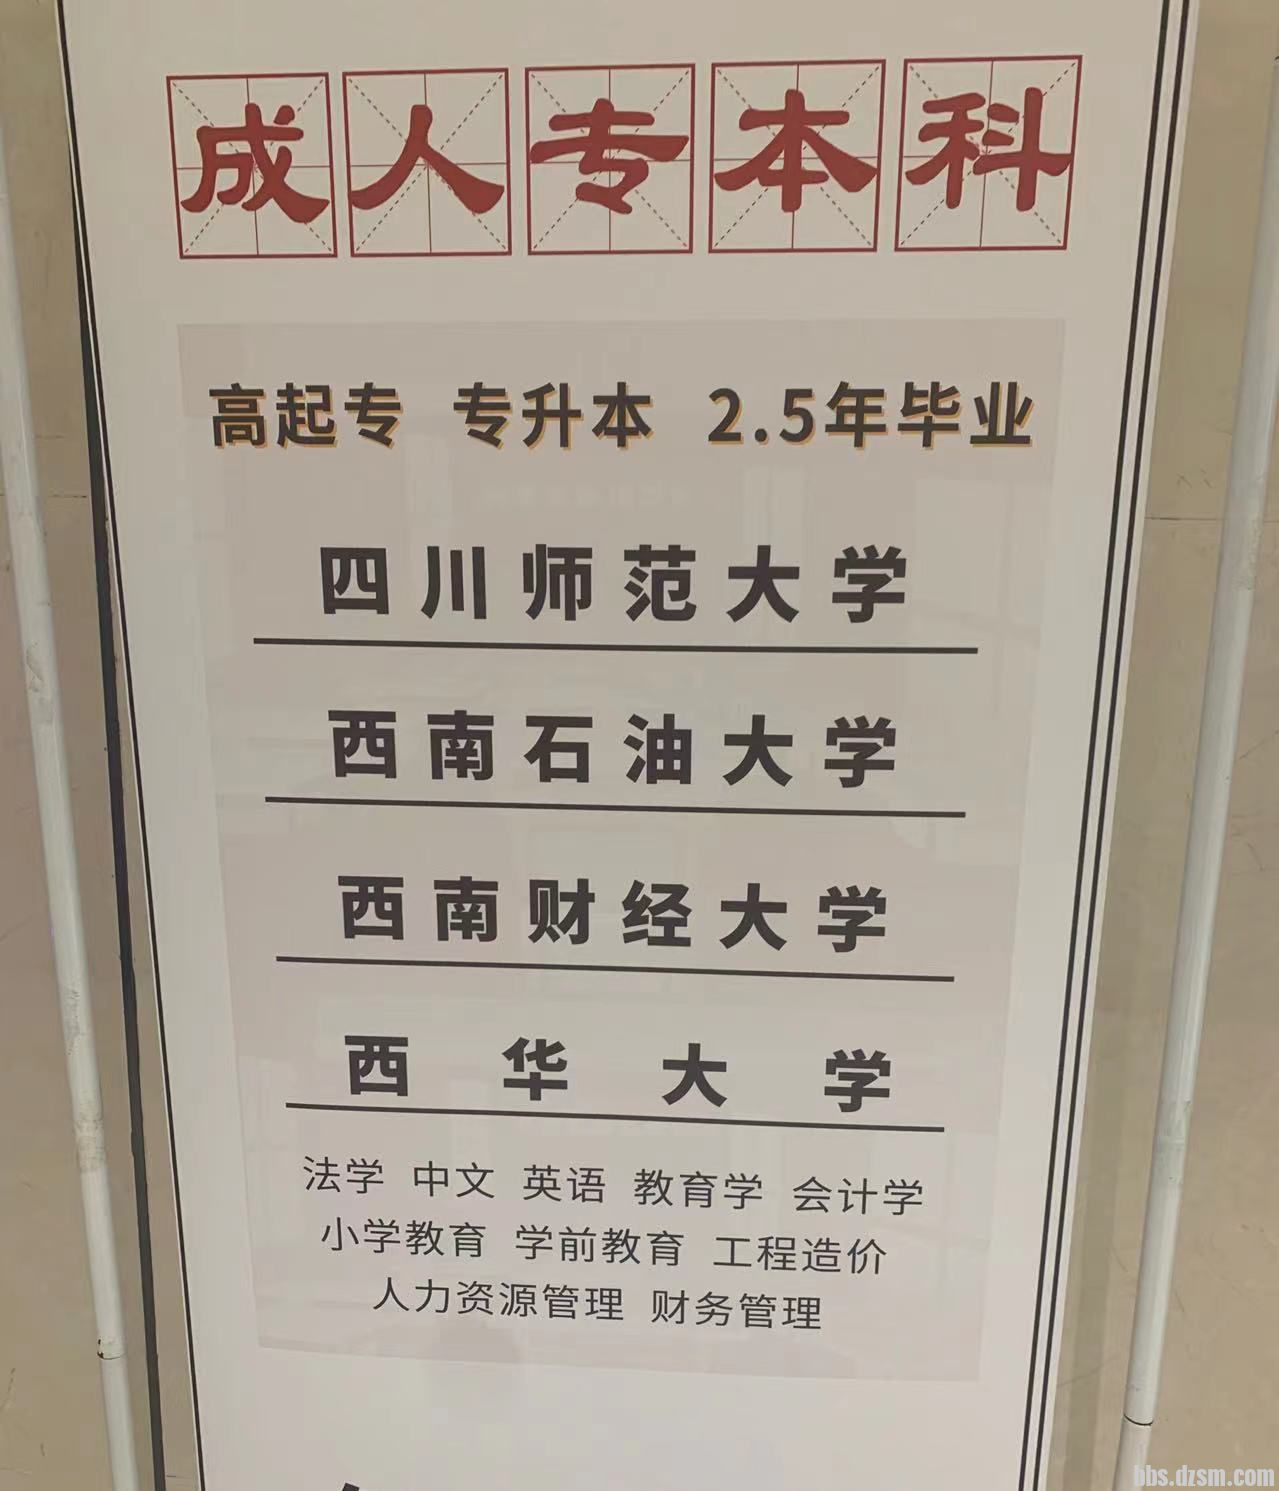 成人专本科
高起专 专升本 2.5年毕业
四川师范大学
西南石油大学
西南财经大学
西华大学
法学 中文 英语 教育学 会计学
小学教育 学前教育 工程造价
人力资源管理 财务管理
bbs.dzsm.com